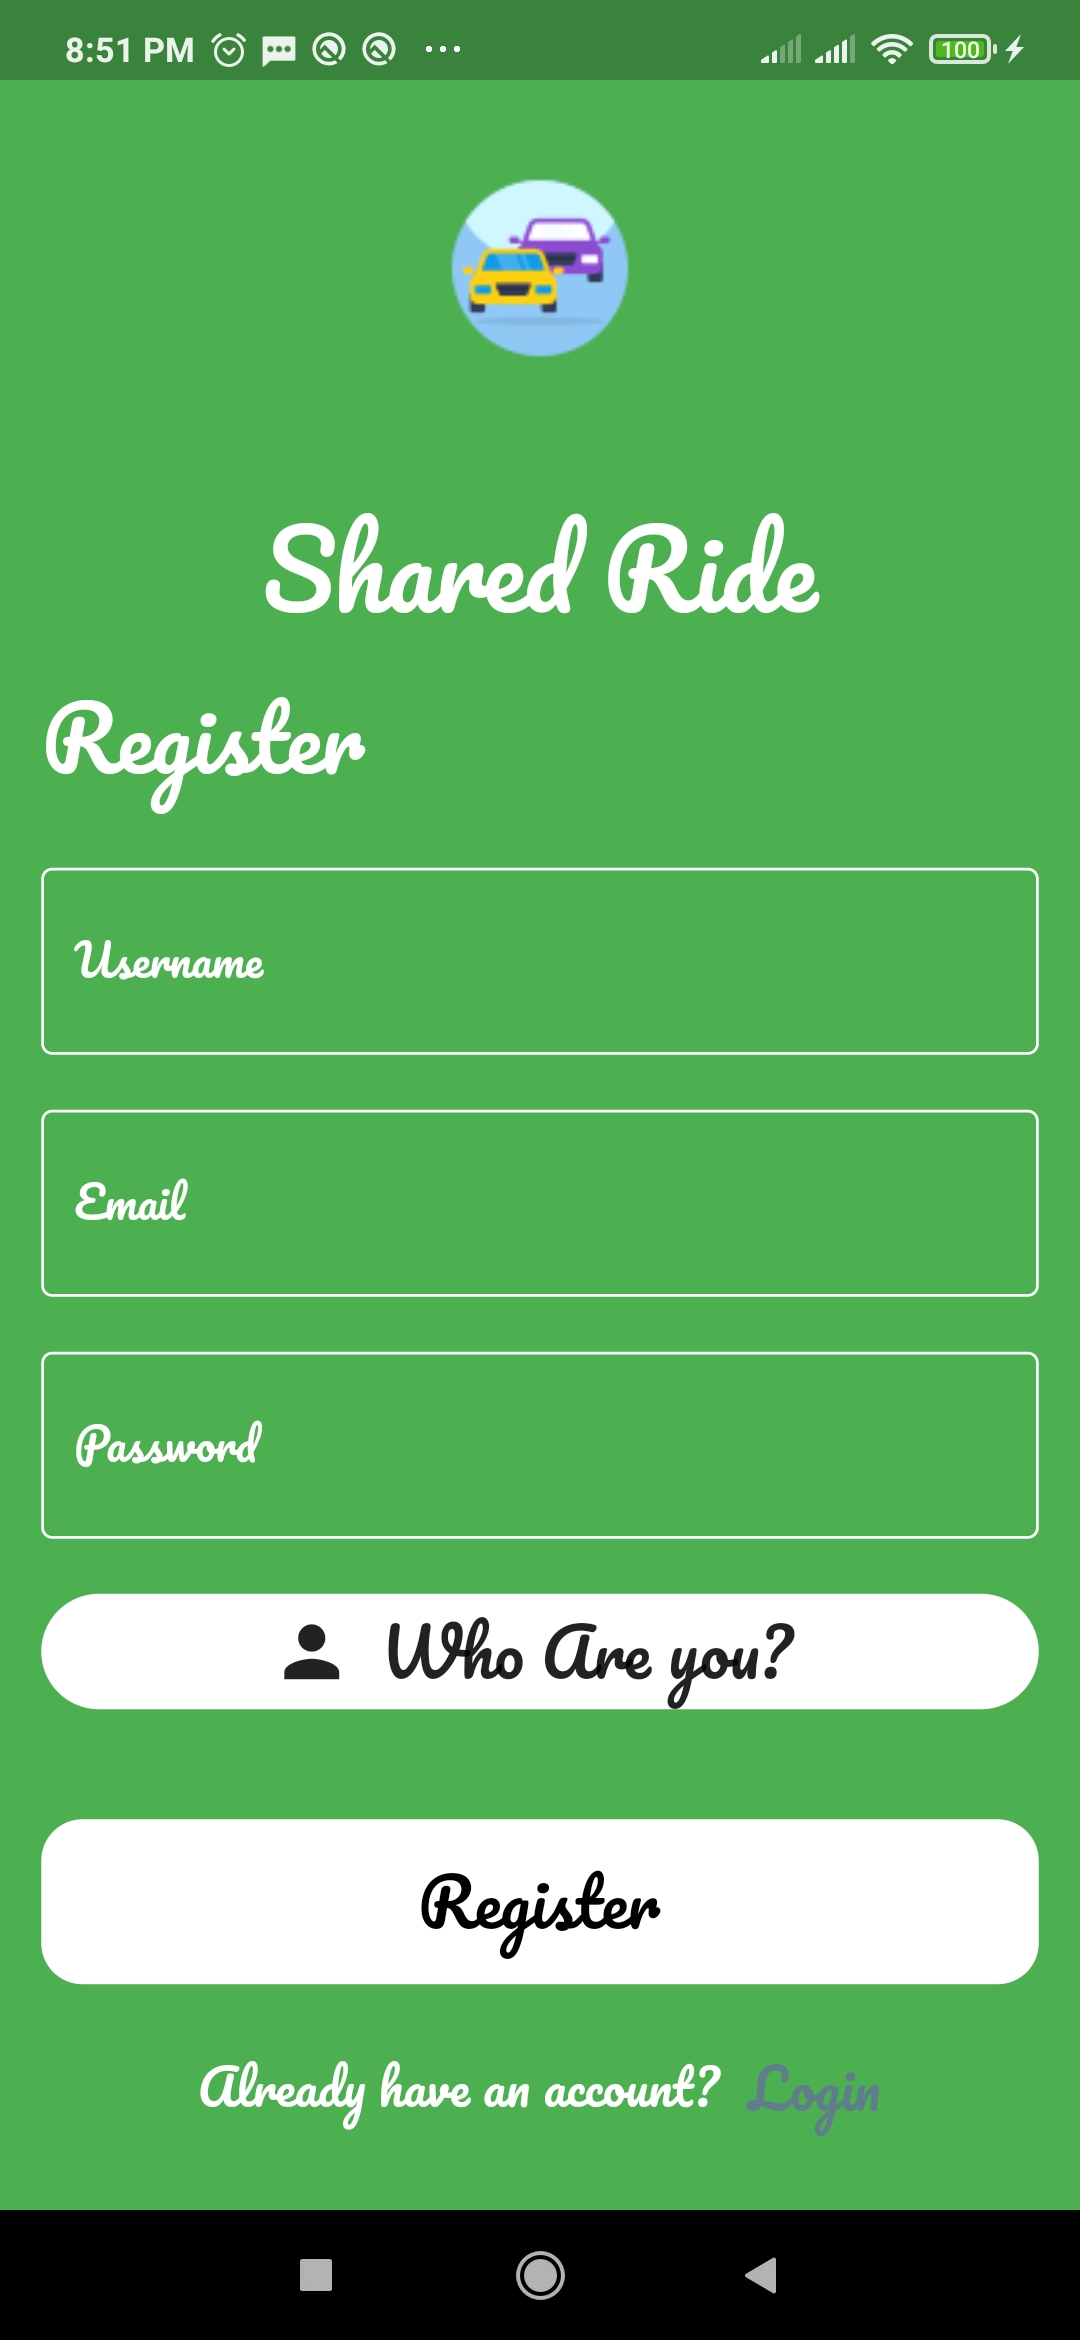 8:51 PM
100
Shared Ride
Register
Username
Email
Password
Who Are you?
Register
Already have an account? Login